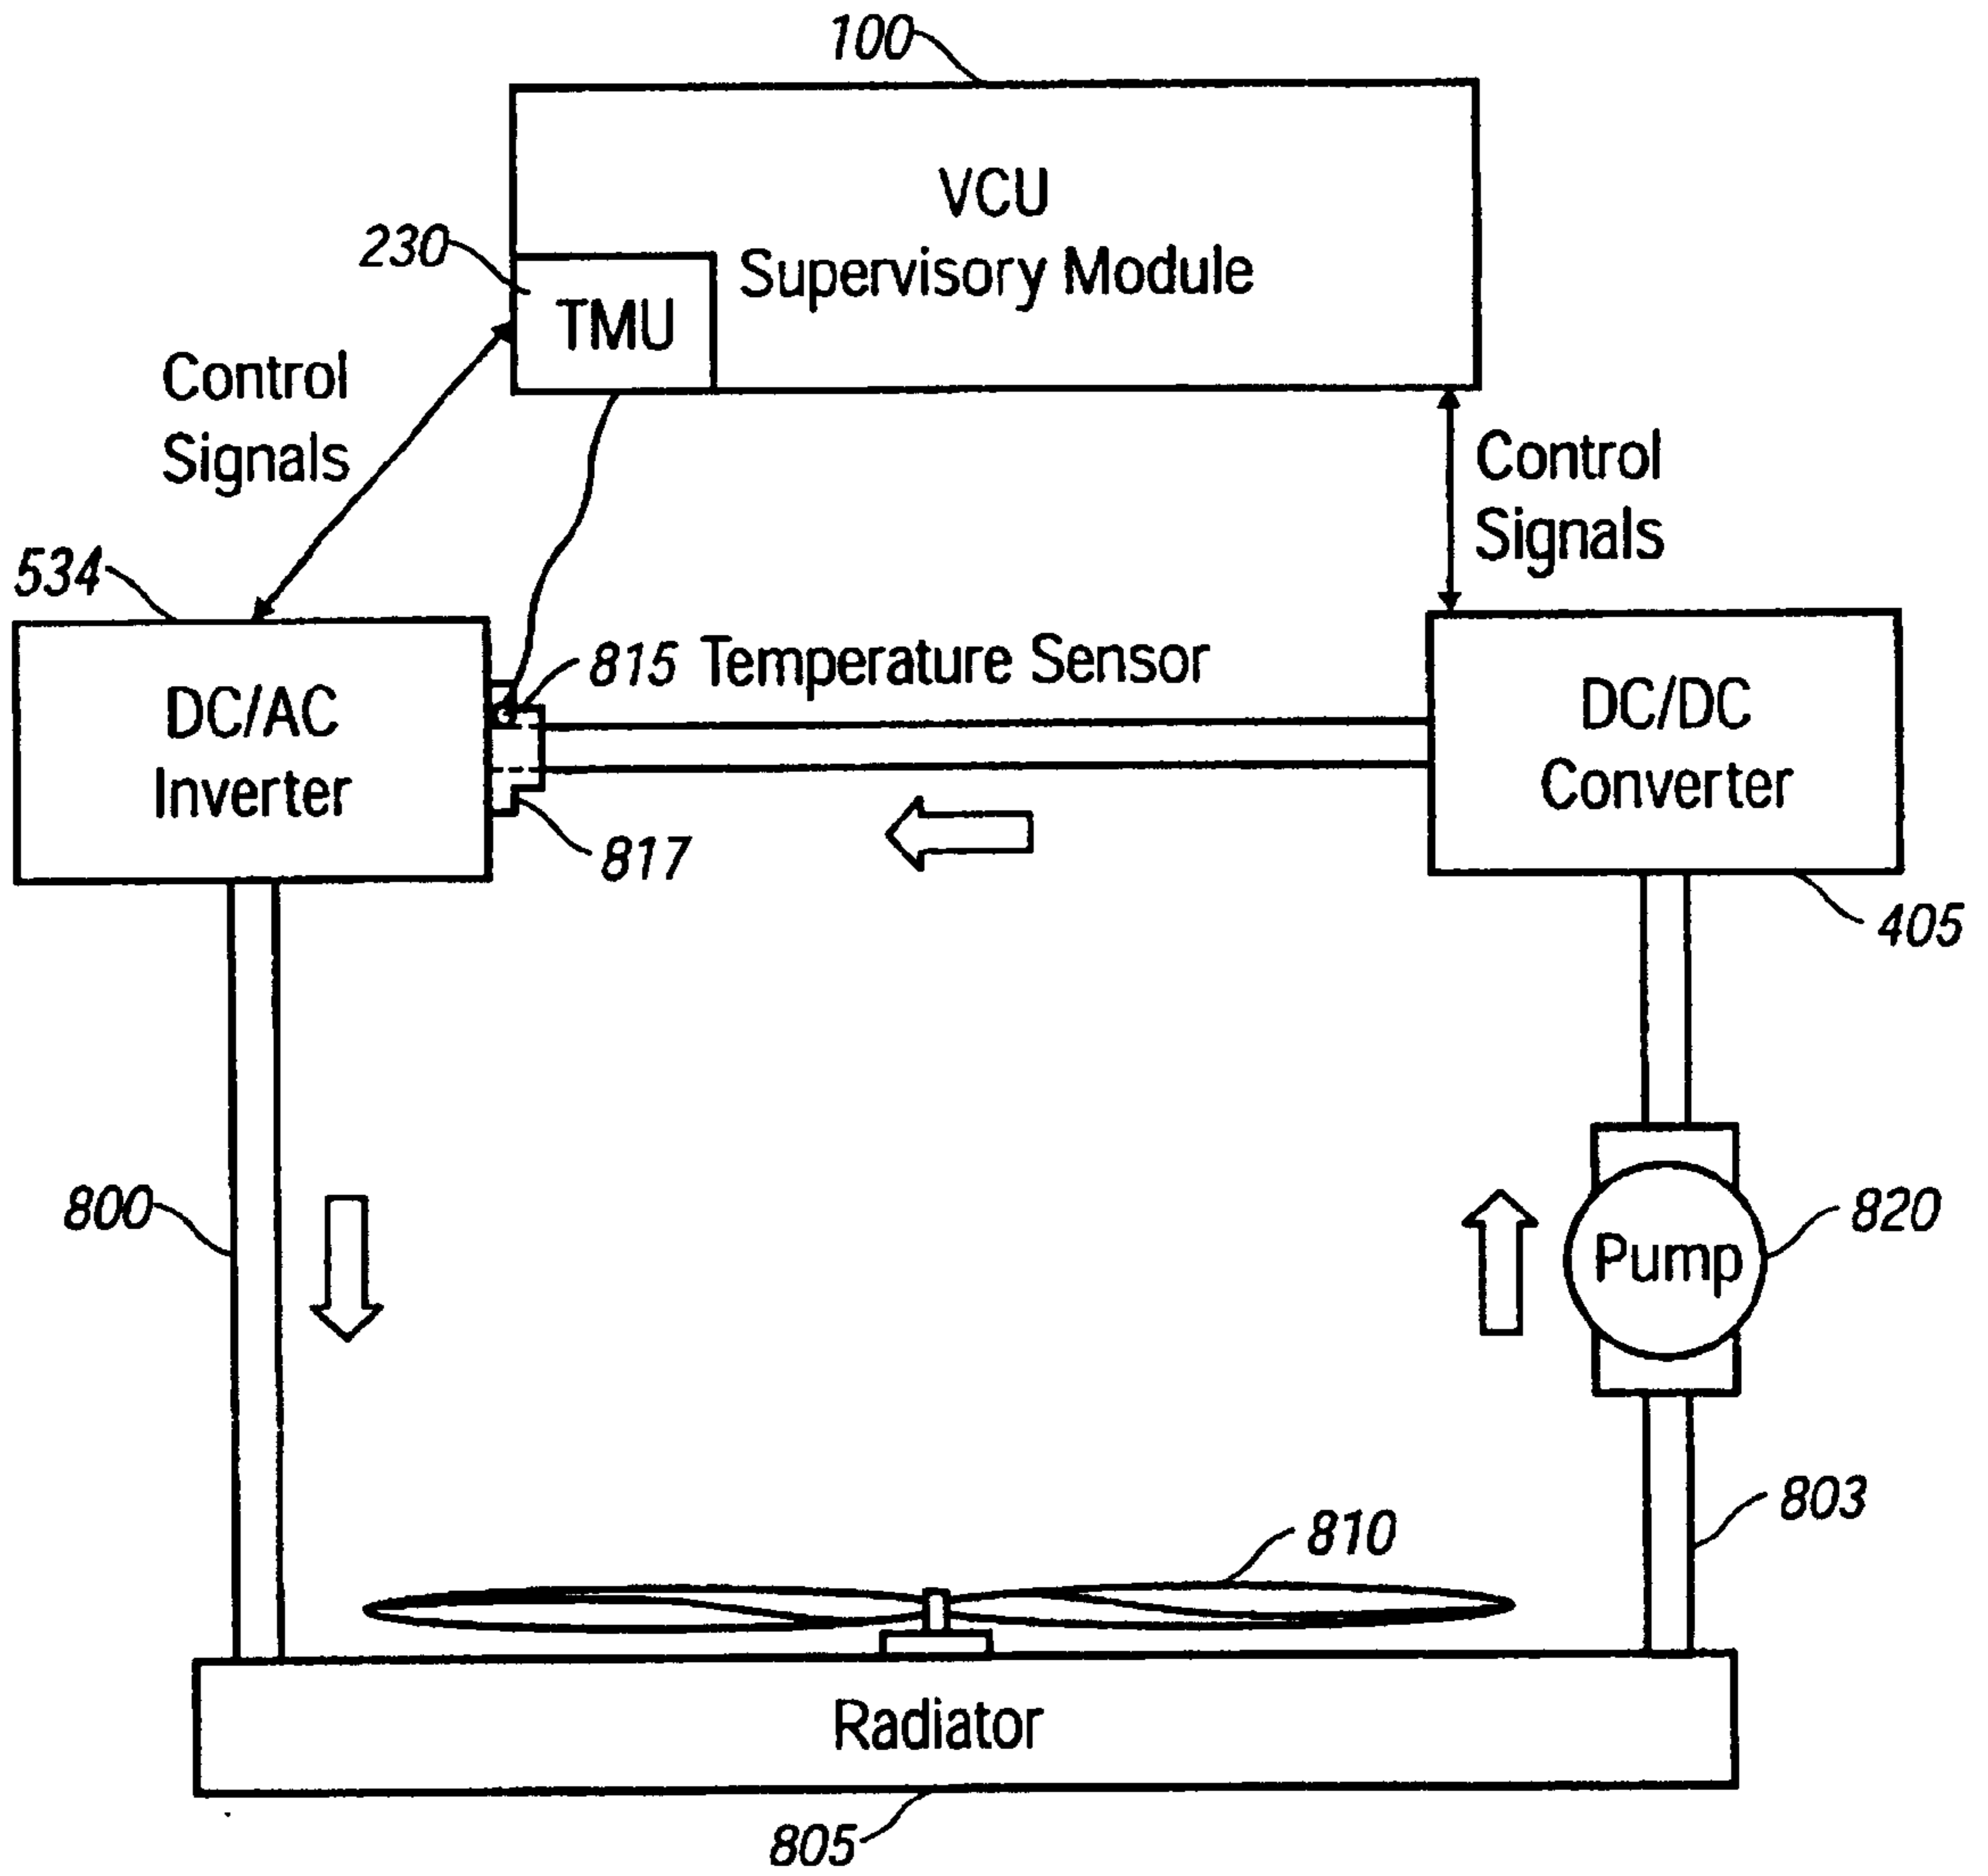 100
VCU
Supervisory Module
230
TMU
Control
Signals
Control
Signals
534
815 Temperature Sensor
DC/AC
Inverter
DC/DC
Converter
817
405
800
820
Pump
803
810
Radiator
805